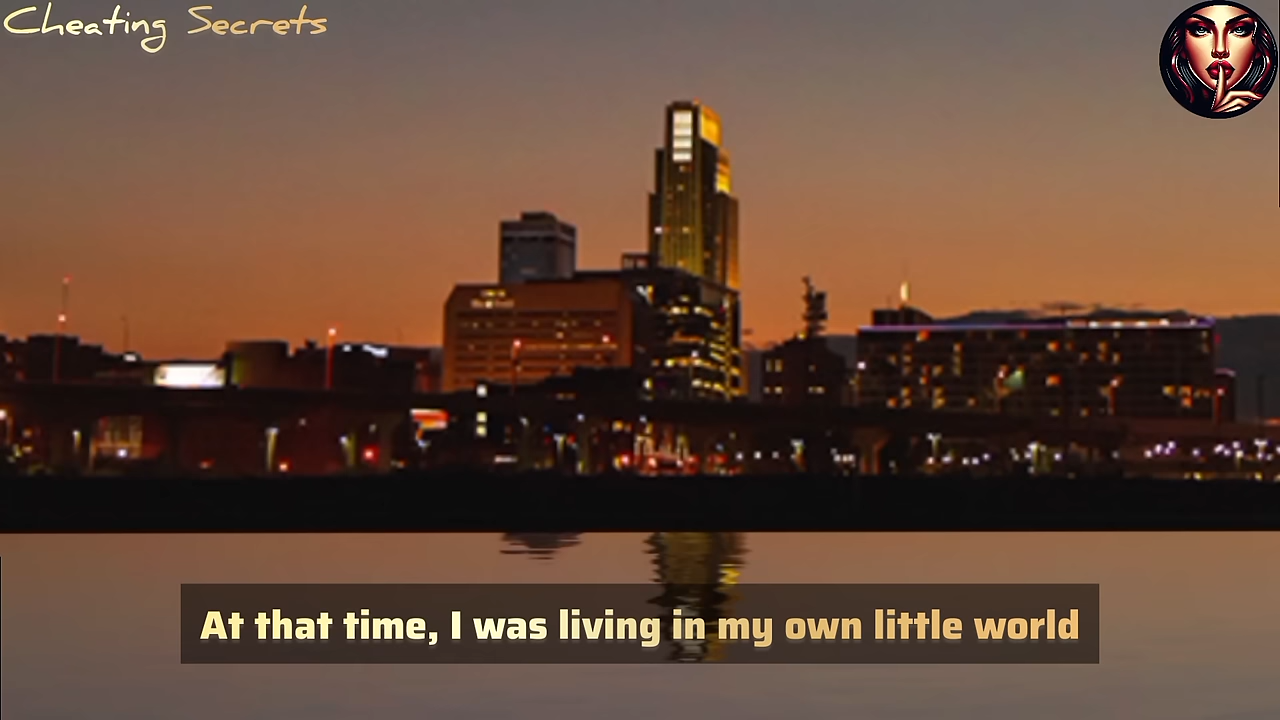 Cheating Secrets
At that time, I was living in my own little world